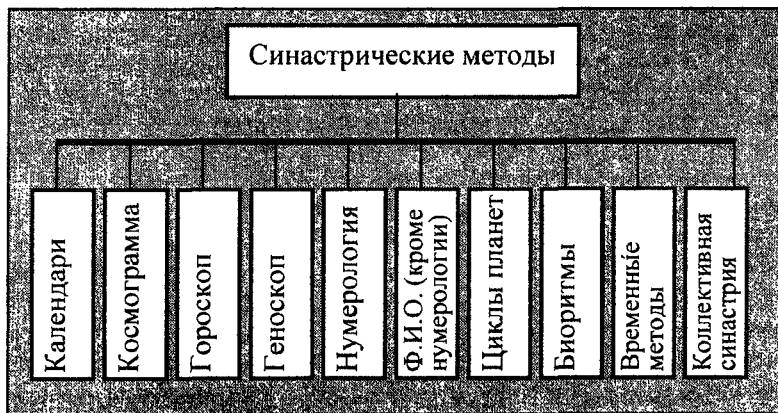 Синастрические методы
Календари
Космограмма
Гороскоп
Геноскоп
Нумерология
Ф.И.О. (кроме
нумерологии)
Циклы планет
Биоритмы
Временные
методы
Коллективная
синастрия